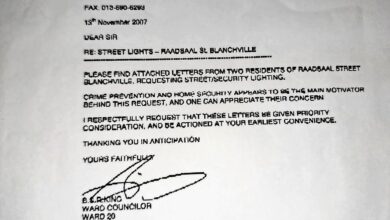 FAX 013-690-6293
13th November 2007
DEAR SIR
RE: STREET LIGHTS - RAADSAAL SL BLANCHVILLE
PLEASE FIND ATTACHED LETTERS FROM TWO RESIDENTS OF RAADSAAL STREET
BLANCHVILLE, REQUESTING STREET/SECURITY LIGHTING.
CRIME PREVENTION AND HOME SECURITY APPEARS TO BE THE MAIN MOTIVATOR
BEHIND THIS REQUEST, AND ONE CAN APPRECIATE THEIR CONCERN
I RESPECTFULLY REQUEST THAT THESE LETTERS BE GIVEN PRIORITY
CONSIDERATION, AND BE ACTIONED AT YOUR EARLIEST CONVENIENCE.
THANKING YOU IN ANTICIPATION
YOURS FAITHFULLY
KING
WARD COUNCILOR
WARD 20